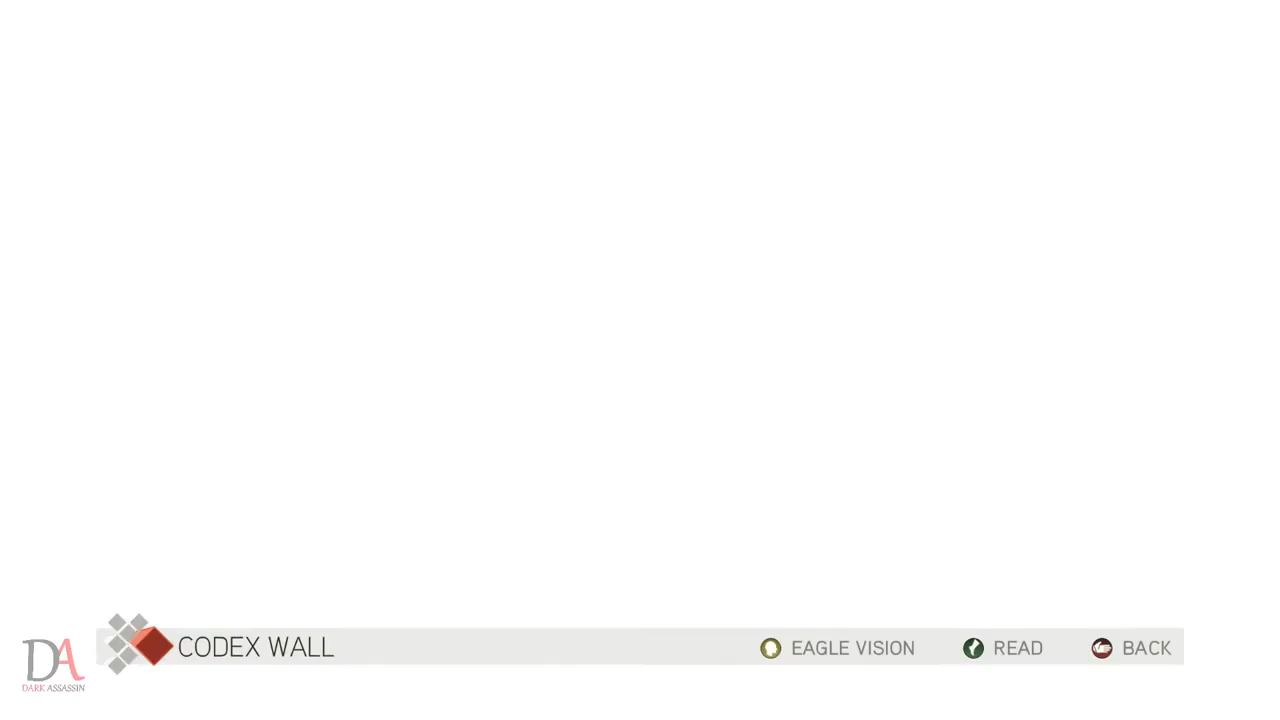 CODEX WALL
EAGLE VISION
READ
BACK
DA
DARK ASSASSIN